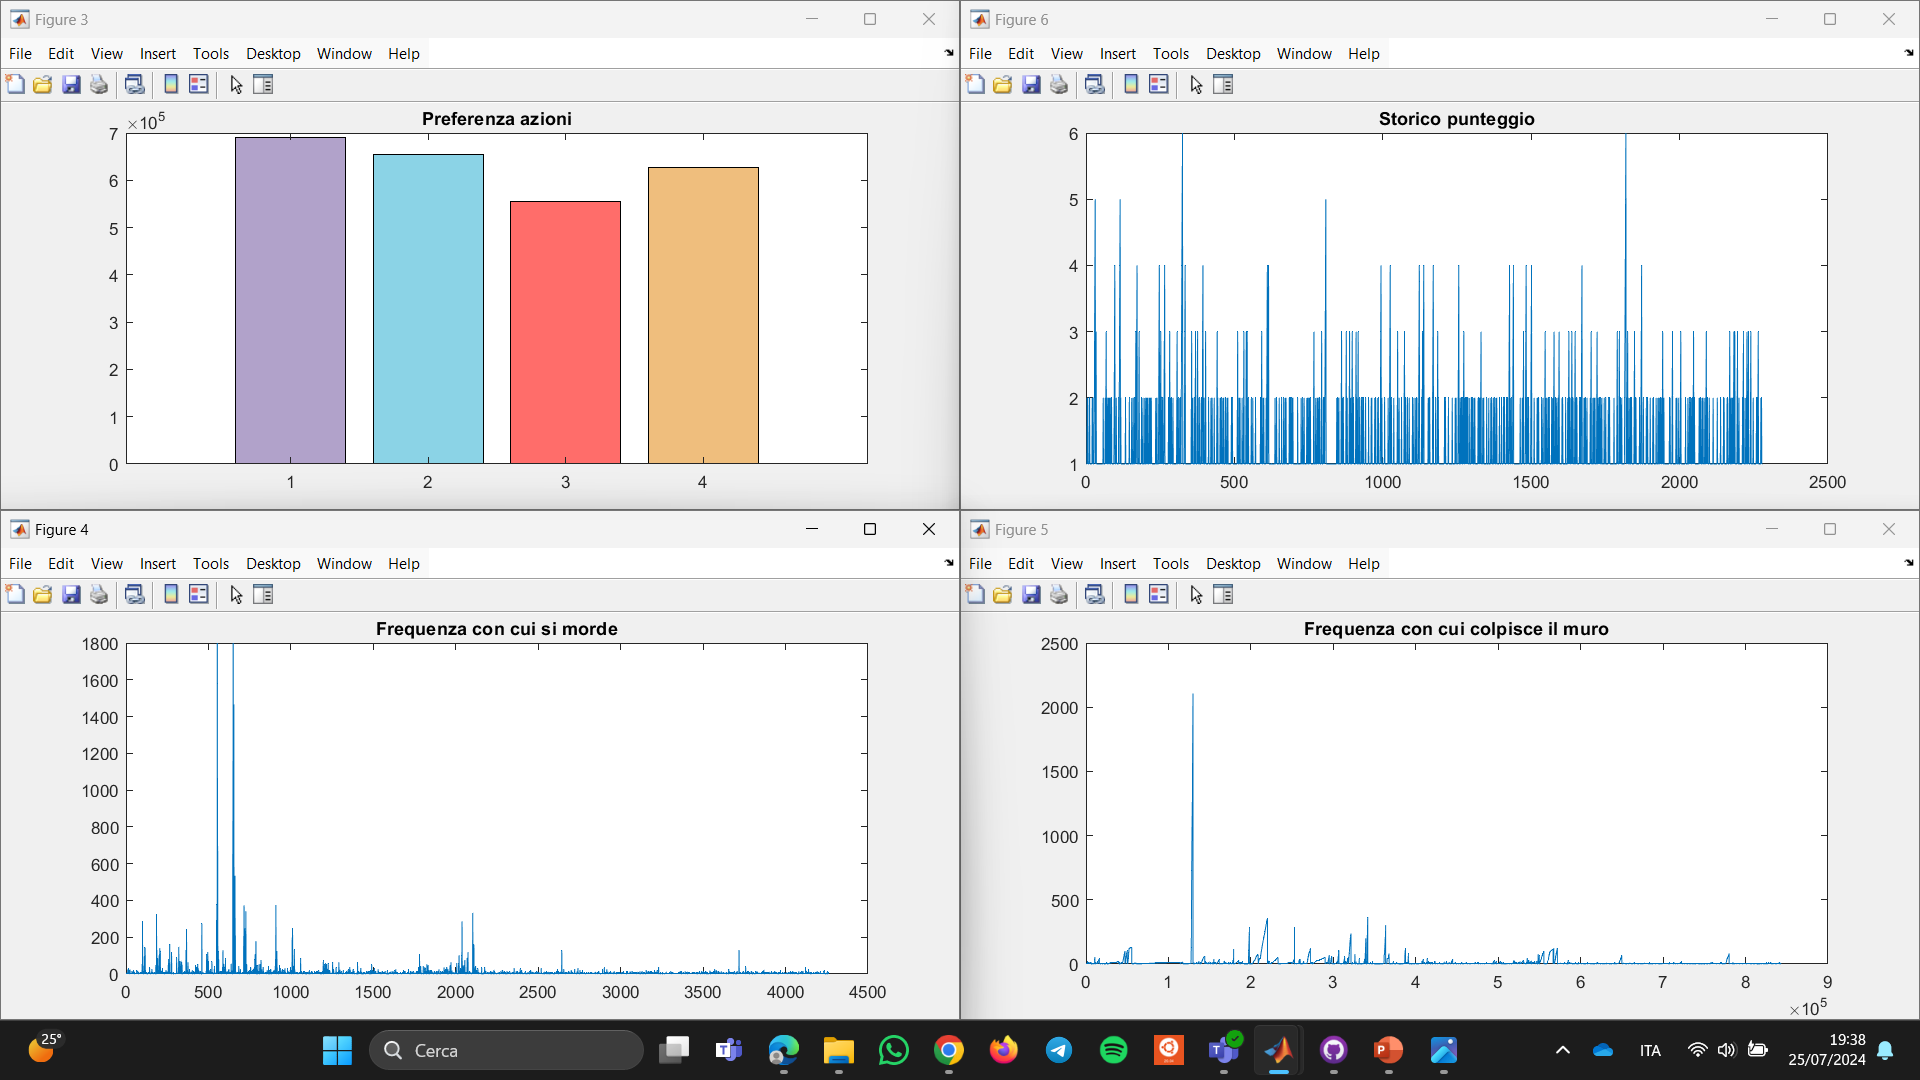 Figure 3
File Edit View Insert Tools Desktop Window Help
Preferenza azioni
×10^5
7
6
5
4
3
2
1
0
1 2 3 4
Figure 6
File Edit View Insert Tools Desktop Window Help
Storico punteggio
6
5
4
3
2
1
0 500 1000 1500 2000 2500
Figure 4
File Edit View Insert Tools Desktop Window Help
Frequenza con cui si morde
1800
1600
1400
1200
1000
800
600
400
200
0
0 500 1000 1500 2000 2500 3000 3500 4000 4500
Figure 5
File Edit View Insert Tools Desktop Window Help
Frequenza con cui colpisce il muro
2500
2000
1500
1000
500
0
0 1 2 3 4 5 6 7 8 9
×10^5
25°
Cerca
ITA
19:38
25/07/2024